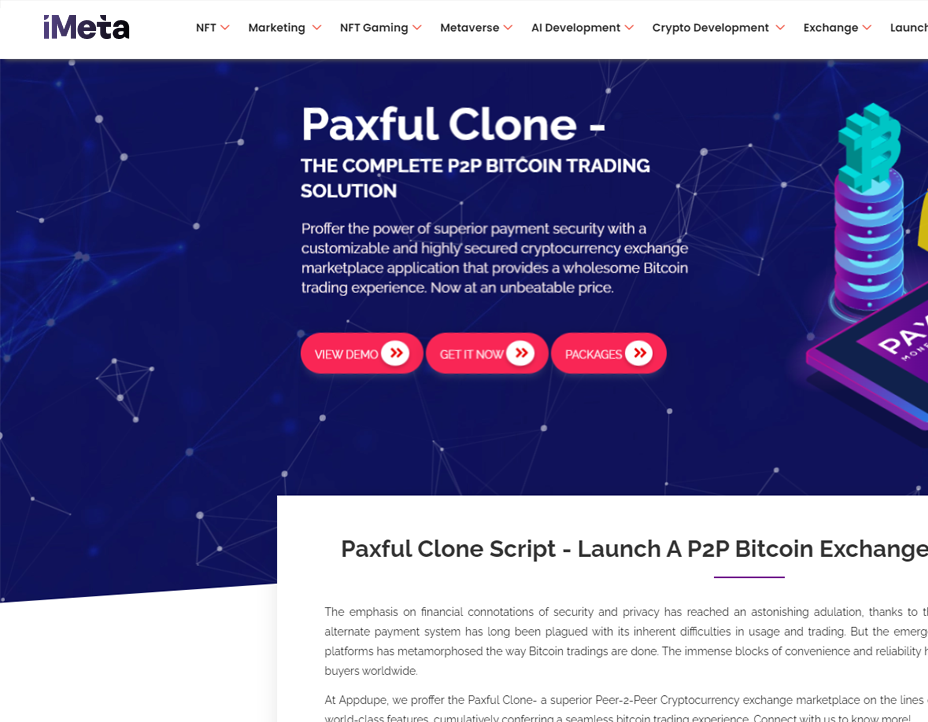 iMeta
NFT Marketing NFT Gaming Metaverse AI Development Crypto Development Exchange Launch
Paxful Clone -
THE COMPLETE P2P BITCOIN TRADING
SOLUTION
Proffer the power of superior payment security with a
customizable and highly secured cryptocurrency exchange
marketplace application that provides a wholesome Bitcoin
trading experience. Now at an unbeatable price.
VIEW DEMO GET IT NOW PACKAGES
PAX
MONE
Paxful Clone Script - Launch A P2P Bitcoin Exchange
The emphasis on financial connotations of security and privacy has reached an astonishing adulation, thanks to
alternate payment system has long been plagued with its inherent difficulties in usage and trading. But the emerg
platforms has metamorphosed the way Bitcoin tradings are done. The immense blocks of convenience and reliability
buyers worldwide.
At Appdupe, we proffer the Paxful Clone- a superior Peer-2-Peer Cryptocurrency exchange marketplace on the lines
world-class features, cumulatively conferring a seamless bitcoin trading experience. Connect with us to know more!